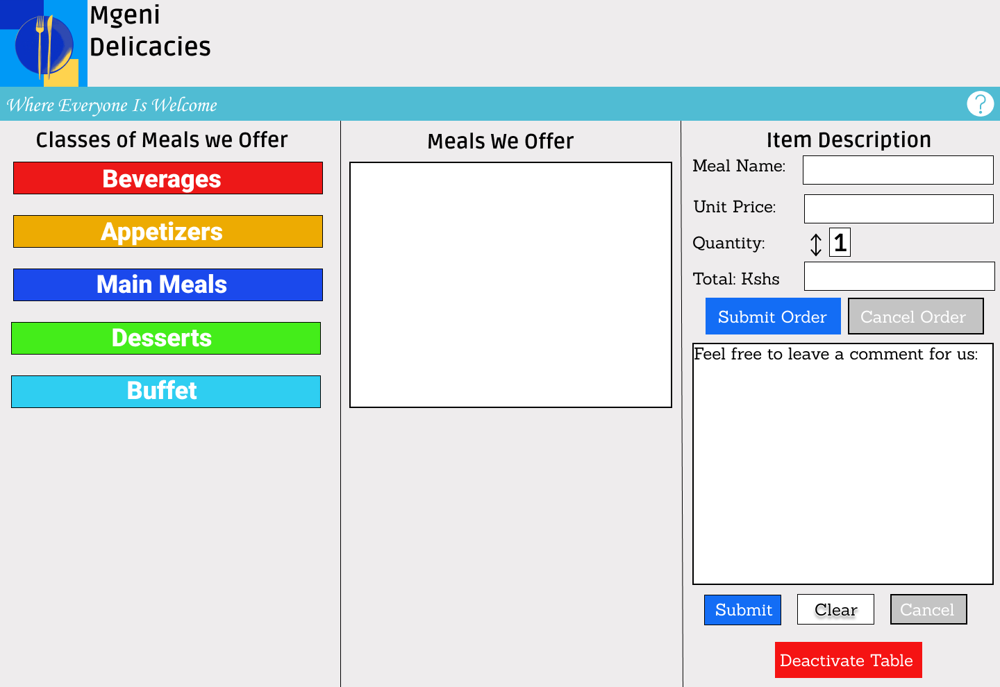 Mgeni
Delicacies
Where Everyone Is Welcome
?
Classes of Meals we Offer
Beverages
Appetizers
Main Meals
Desserts
Buffet
Meals We Offer
Item Description
Meal Name:
Unit Price:
Quantity: 1
Total: Kshs
Submit Order Cancel Order
Feel free to leave a comment for us:
Submit Clear Cancel
Deactivate Table